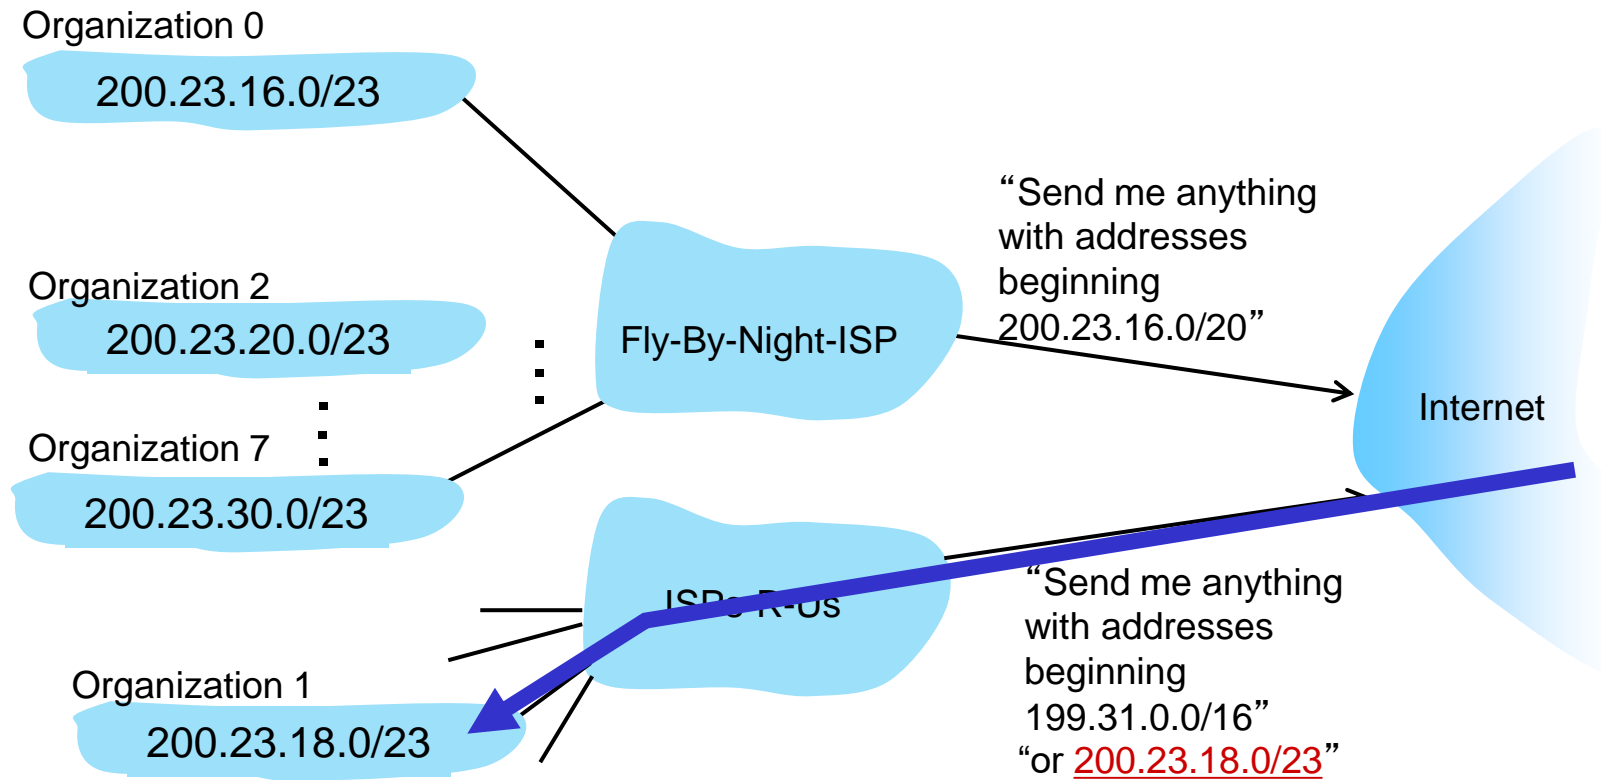 Organization 0
200.23.16.0/23
Organization 2
200.23.20.0/23
Organization 7
200.23.30.0/23
Fly-By-Night-ISP
“Send me anything
with addresses
beginning
200.23.16.0/20”
Internet
ISPs-R-Us
Organization 1
200.23.18.0/23
“Send me anything
with addresses
beginning
199.31.0.0/16”
“or 200.23.18.0/23”